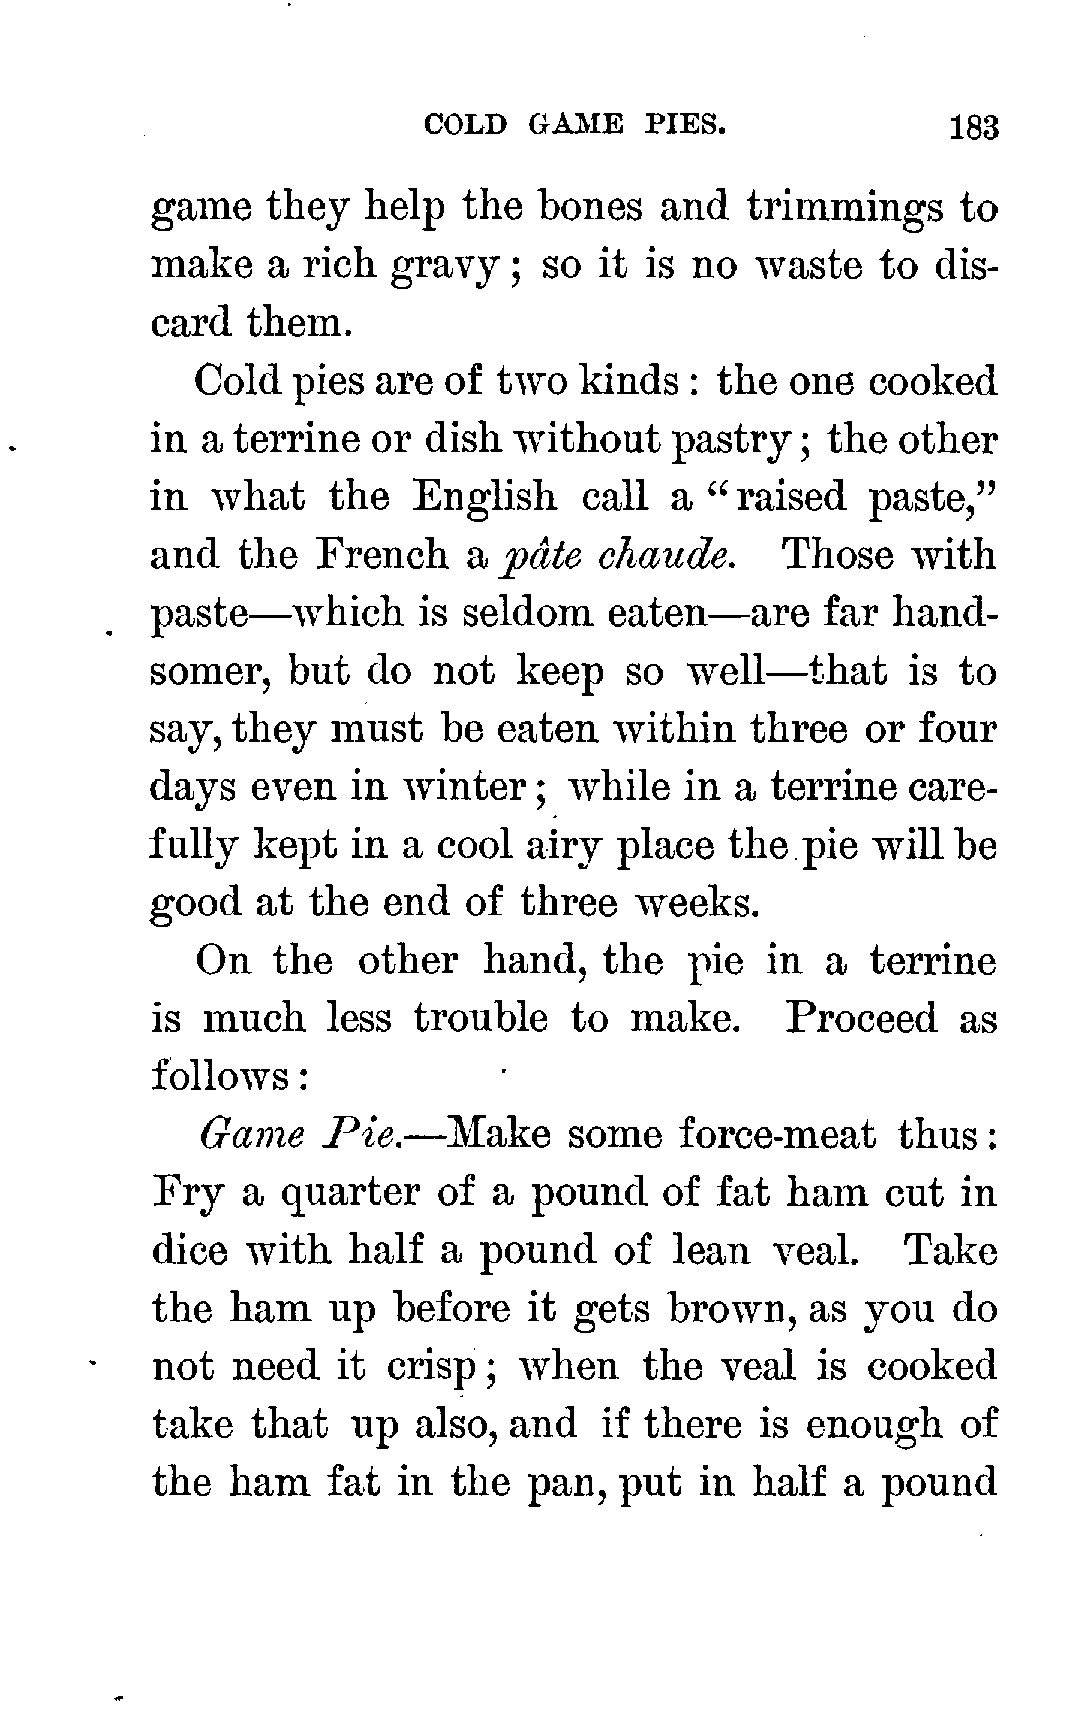 COLD GAME PIES. 183
game they help the bones and trimmings to
make a rich gravy; so it is no waste to dis-
card them.
Cold pies are of two kinds: the one cooked
in a terrine or dish without pastry; the other
in what the English call a "raised paste,"
and the French a pâte chaude. Those with
paste—which is seldom eaten—are far hand-
somer, but do not keep so well—that is to
say, they must be eaten within three or four
days even in winter; while in a terrine care-
fully kept in a cool airy place the pie will be
good at the end of three weeks.
On the other hand, the pie in a terrine
is much less trouble to make. Proceed as
follows:
Game Pie.—Make some force-meat thus:
Fry a quarter of a pound of fat ham cut in
dice with half a pound of lean veal. Take
the ham up before it gets brown, as you do
not need it crisp; when the veal is cooked
take that up also, and if there is enough of
the ham fat in the pan, put in half a pound